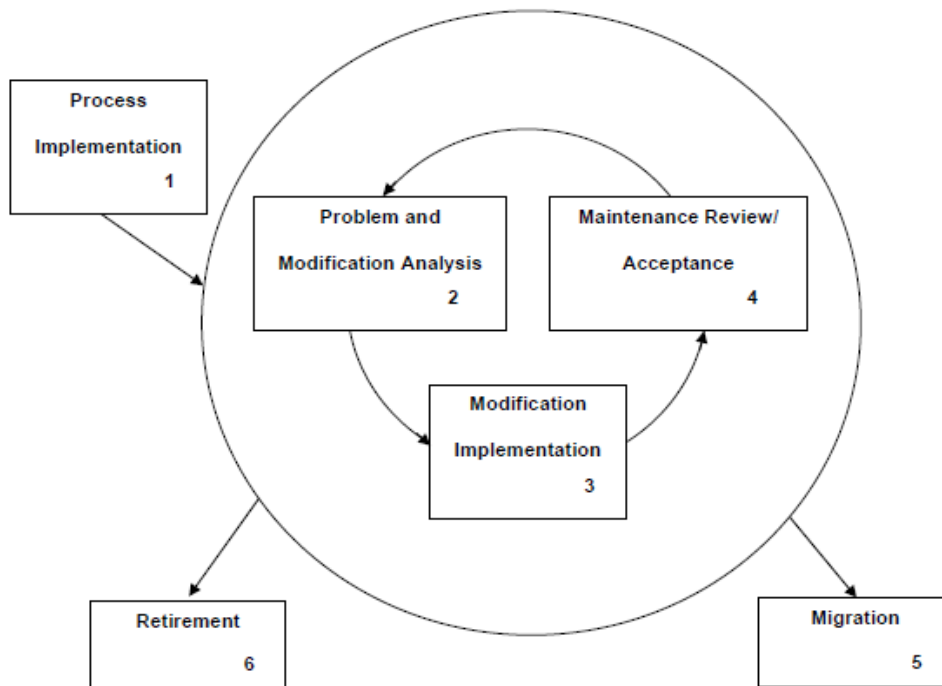 Process
Implementation
1
Problem and
Modification Analysis
2
Maintenance Review/
Acceptance
4
Modification
Implementation
3
Retirement
6
Migration
5